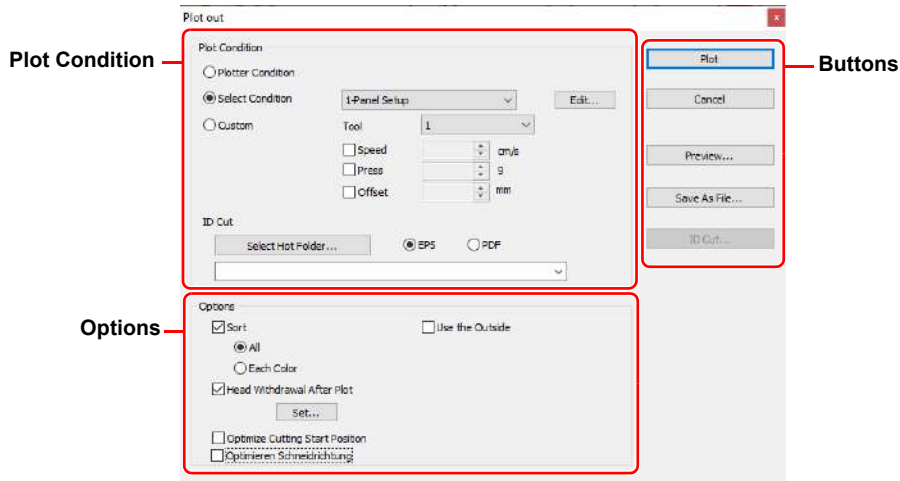 Plot out
x
Plot Condition
Buttons
Plot Condition
Plotter Condition
Select Condition
1-Panel Setup
Edit...
Custom
Tool
1
Speed
cm/s
Press
g
Offset
mm
ID Cut
Select Hot Folder...
EPS
PDF
Plot
Cancel
Preview...
Save As File...
ID Cut...
Options
Options
Sort
Use the Outside
All
Each Color
Head Withdrawal After Plot
Set...
Optimize Cutting Start Position
Optimieren Schneidrichtung